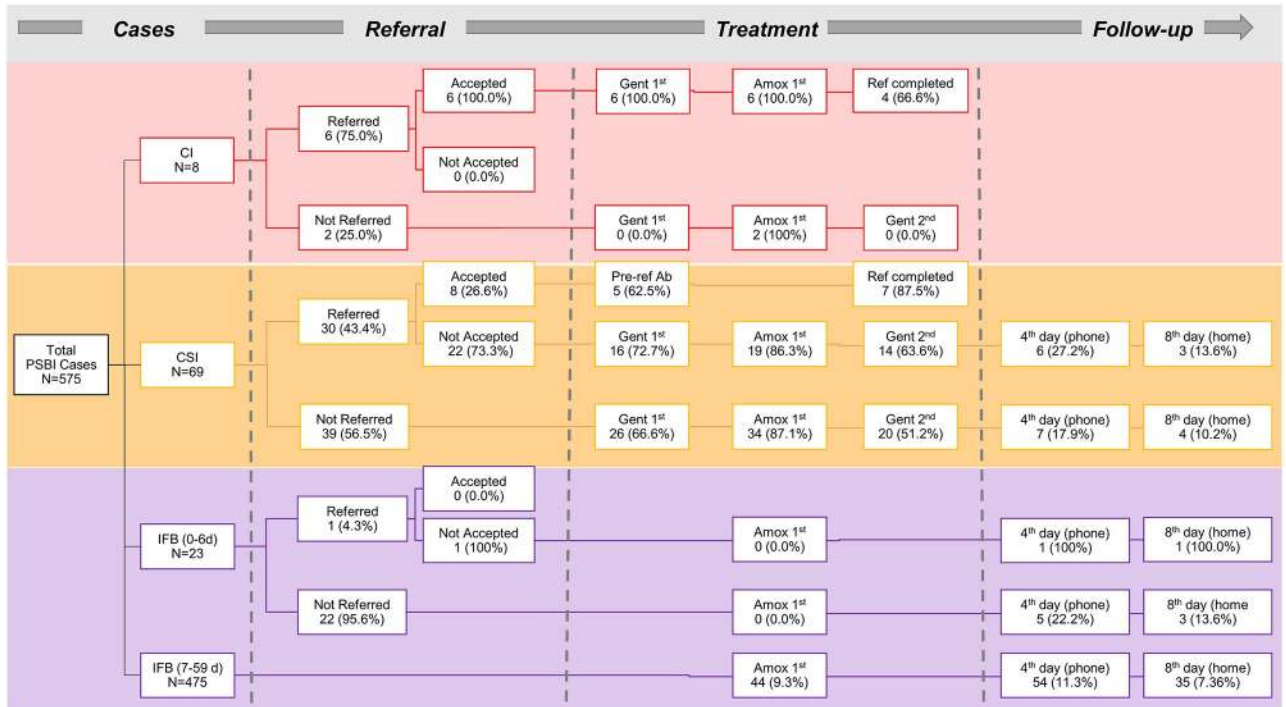 Cases Referral Treatment Follow-up
Accepted
6 (100.0%)
Gent 1st
6 (100.0%)
Amox 1st
6 (100.0%)
Ref completed
4 (66.6%)
Referred
6 (75.0%)
CI
N=8
Not Accepted
0 (0.0%)
Not Referred
2 (25.0%)
Gent 1st
0 (0.0%)
Amox 1st
2 (100%)
Gent 2nd
0 (0.0%)
Accepted
8 (26.6%)
Pre-ref Ab
5 (62.5%)
Ref completed
7 (87.5%)
Referred
30 (43.4%)
Total
PSBI Cases
N=575
CSI
N=69
Not Accepted
22 (73.3%)
Gent 1st
16 (72.7%)
Amox 1st
19 (86.3%)
Gent 2nd
14 (63.6%)
4th day (phone)
6 (27.2%)
8th day (home)
3 (13.6%)
Not Referred
39 (56.5%)
Gent 1st
26 (66.6%)
Amox 1st
34 (87.1%)
Gent 2nd
20 (51.2%)
4th day (phone)
7 (17.9%)
8th day (home)
4 (10.2%)
Accepted
0 (0.0%)
Referred
1 (4.3%)
IFB (0-6d)
N=23
Not Accepted
1 (100%)
Amox 1st
0 (0.0%)
4th day (phone)
1 (100%)
8th day (home)
1 (100.0%)
Not Referred
22 (95.6%)
Amox 1st
0 (0.0%)
4th day (phone)
5 (22.2%)
8th day (home
3 (13.6%)
IFB (7-59 d)
N=475
Amox 1st
44 (9.3%)
4th day (phone)
54 (11.3%)
8th day (home)
35 (7.36%)